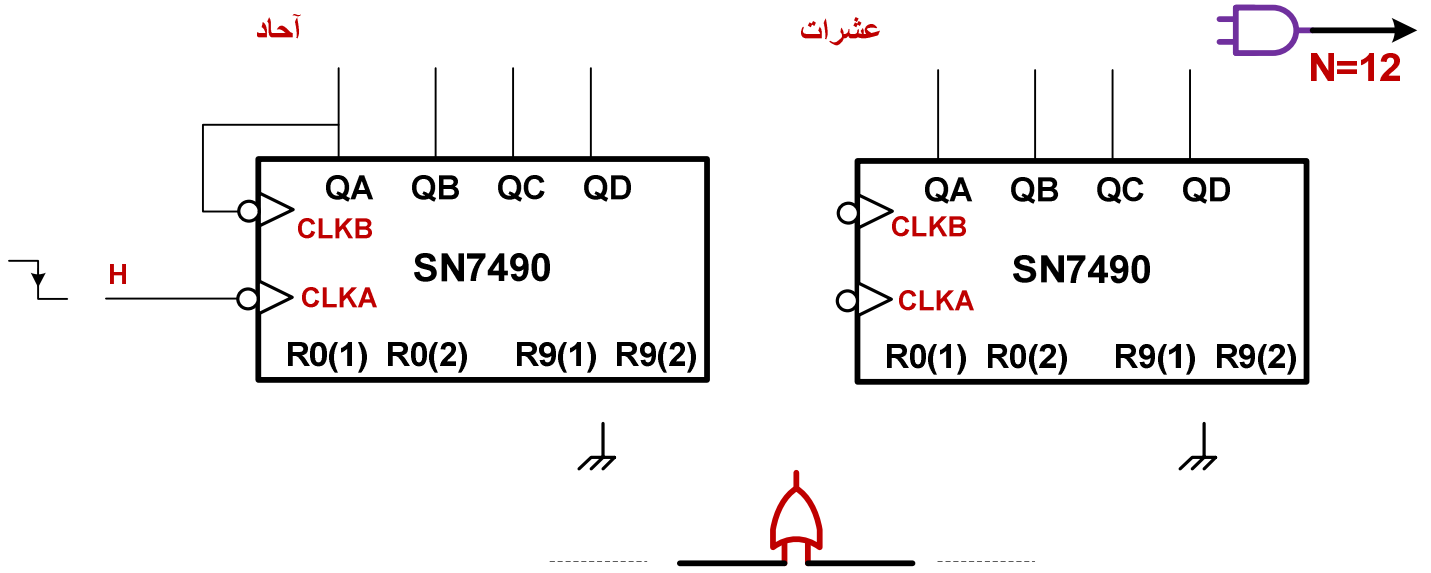 آحاد
عشرات
N=12
QA QB QC QD
CLKB
SN7490
H
CLKA
R0(1) R0(2) R9(1) R9(2)
QA QB QC QD
CLKB
SN7490
CLKA
R0(1) R0(2) R9(1) R9(2)